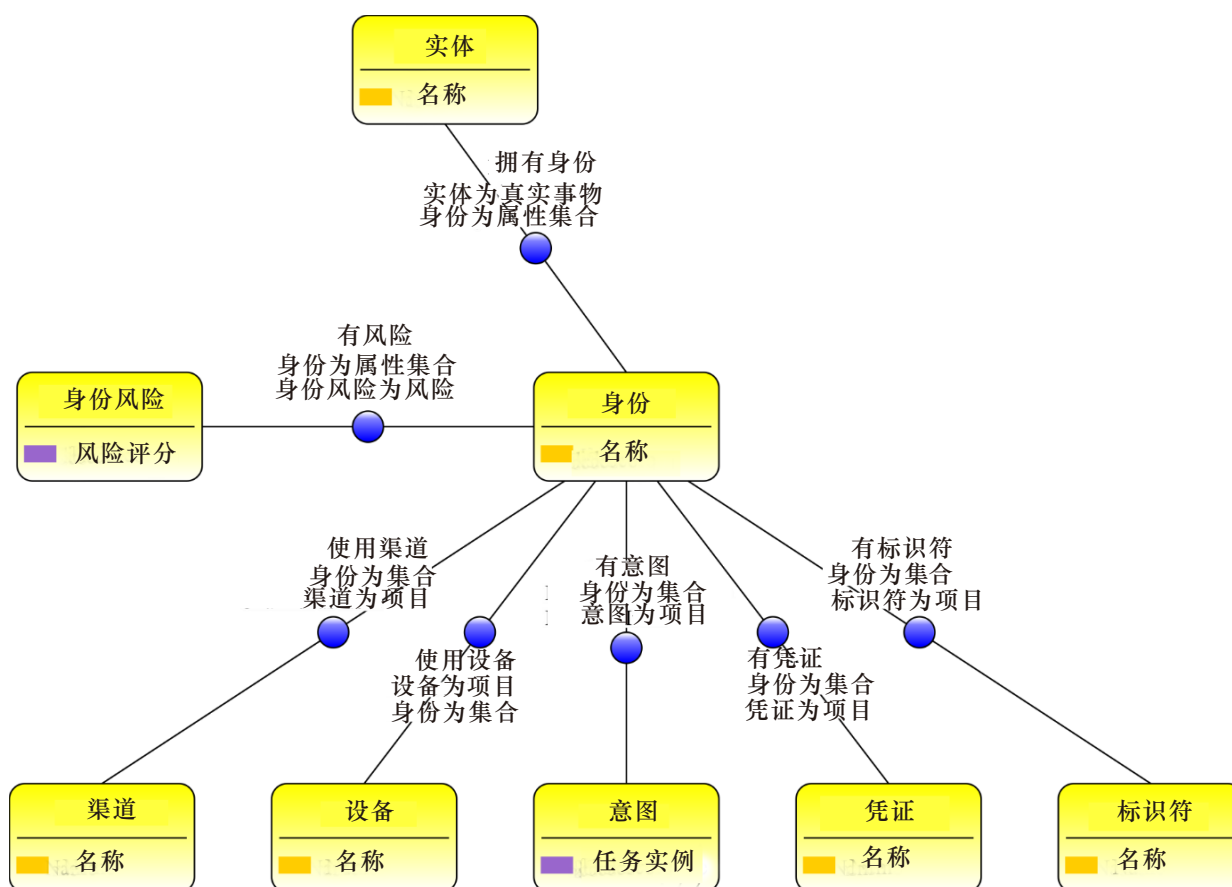 实体
名称
拥有身份
实体为真实事物
身份为属性集合
有风险
身份为属性集合
身份风险为风险
身份风险
风险评分
身份
名称
使用渠道
身份为集合
渠道为项目
使用设备
设备为项目
身份为集合
有意图
身份为集合
意图为项目
有凭证
身份为集合
凭证为项目
有标识符
身份为集合
标识符为项目
渠道
名称
设备
名称
意图
任务实例
凭证
名称
标识符
名称